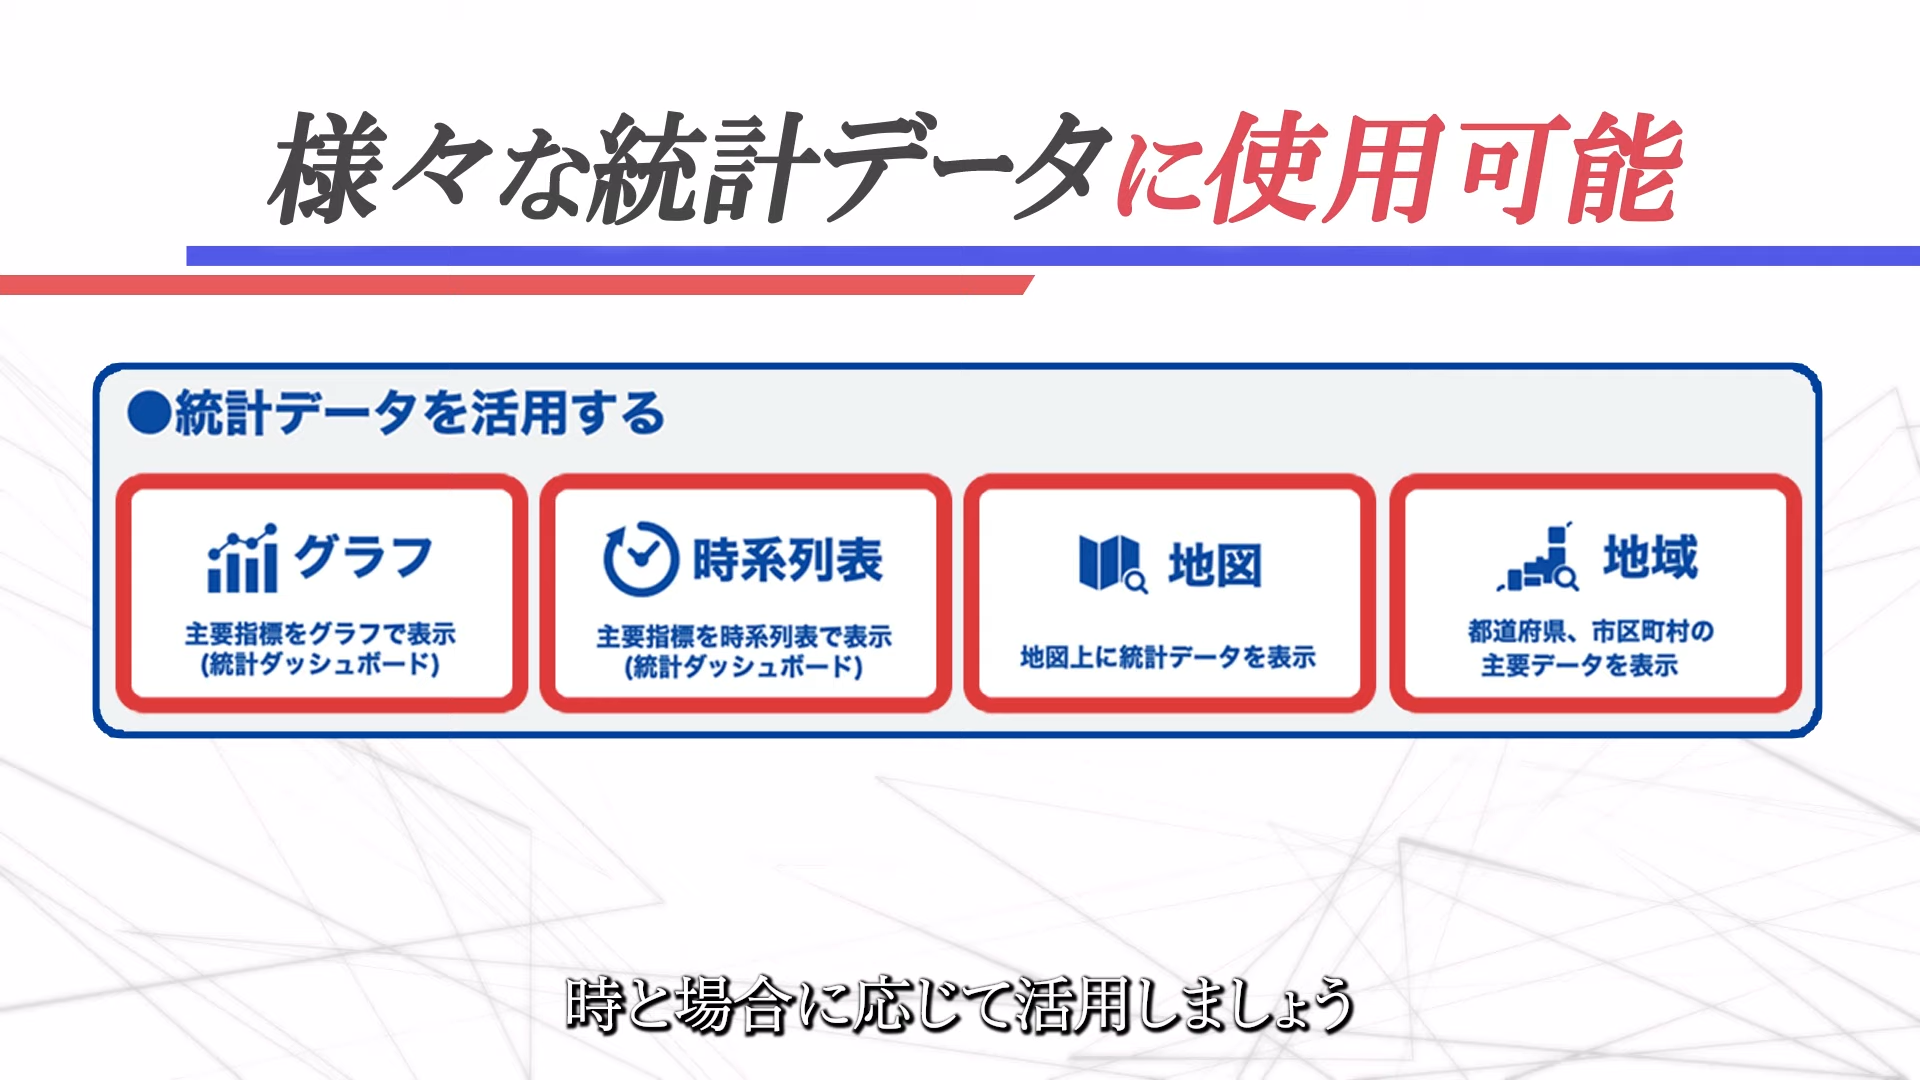 様々な統計データに使用可能
●統計データを活用する
グラフ
主要指標をグラフで表示
(統計ダッシュボード)
時系列表
主要指標を時系列表で表示
(統計ダッシュボード)
地図
地図上に統計データを表示
地域
都道府県、市区町村の
主要データを表示
時と場合に応じて活用しましょう